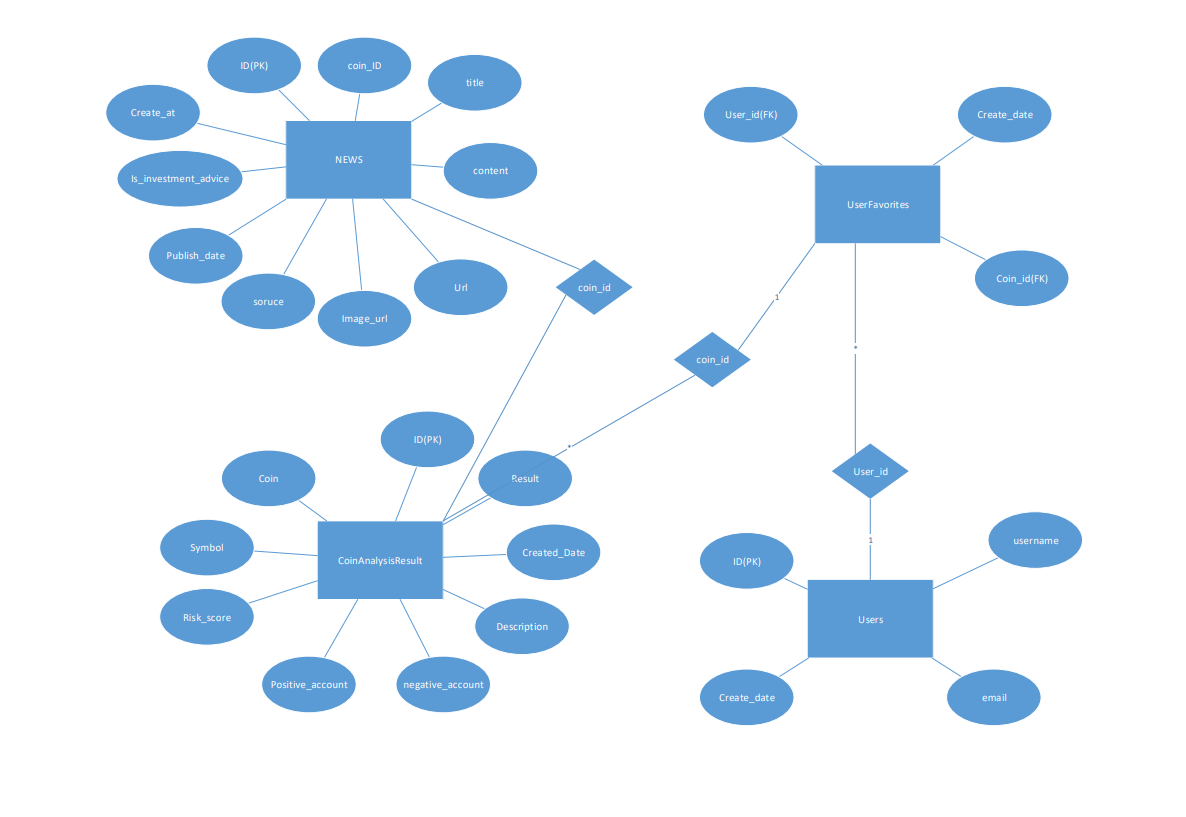 ID(PK)
coin_ID
title
Create_at
NEWS
content
Is_investment_advice
Publish_date
soruce
Image_url
Url
coin_id
User_id(FK)
Create_date
UserFavorites
Coin_id(FK)
1
coin_id
*
*
User_id
1
ID(PK)
Coin
Result
Symbol
CoinAnalysisResult
Created_Date
Risk_score
Description
Positive_account
negative_account
username
ID(PK)
Users
Create_date
email